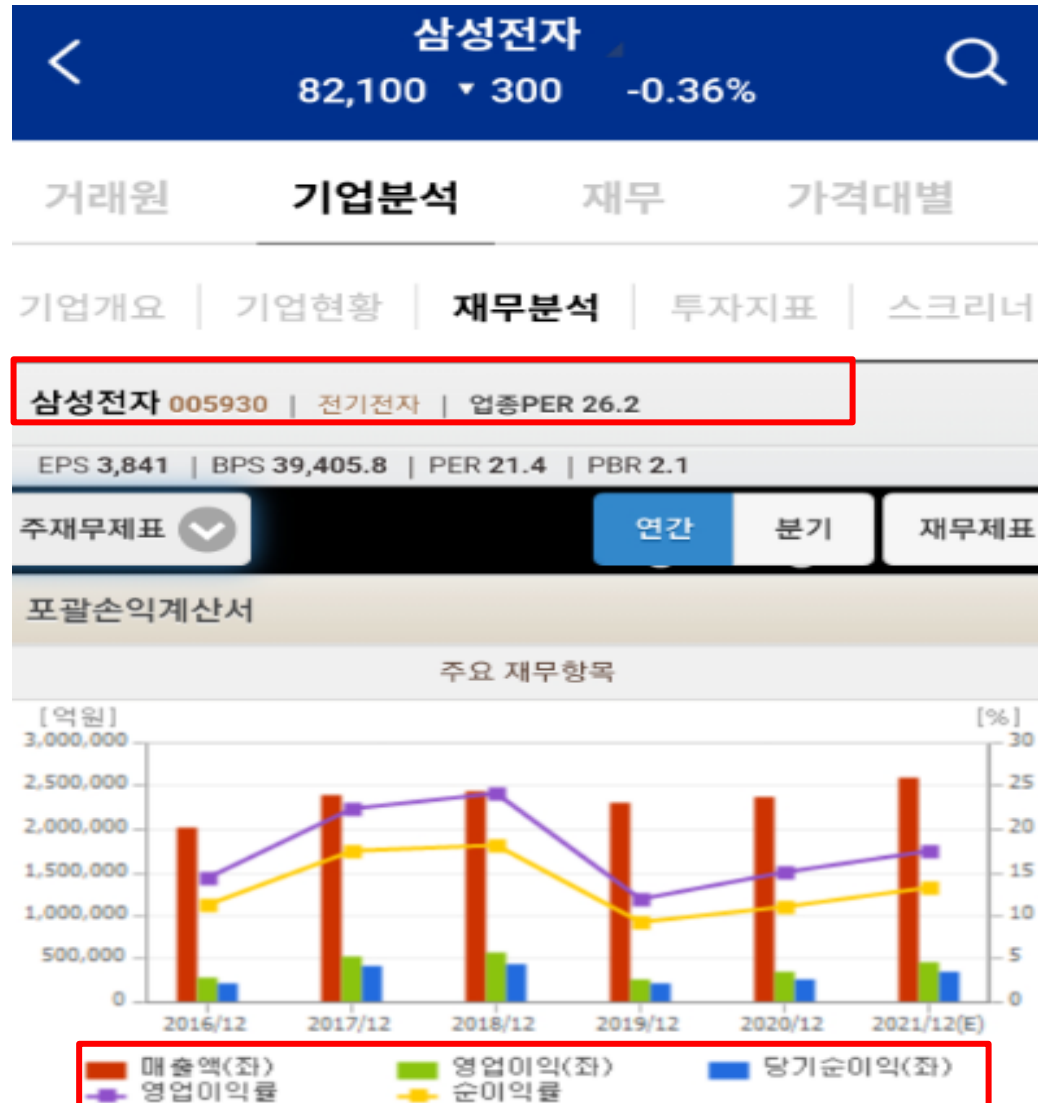 삼성전자
82,100 ▼ 300 -0.36%
거래원 기업분석 재무 가격대별
기업개요 | 기업현황 | 재무분석 | 투자지표 | 스크리너
삼성전자 005930 | 전기전자 | 업종PER 26.2
EPS 3,841 | BPS 39,405.8 | PER 21.4 | PBR 2.1
주재무제표 연간 분기 재무제표
포괄손익계산서
주요 재무항목
[억원] [%]
3,000,000 30
2,500,000 25
2,000,000 20
1,500,000 15
1,000,000 10
500,000 5
0 0
2016/12 2017/12 2018/12 2019/12 2020/12 2021/12(E)
매출액(좌) 영업이익(좌) 당기순이익(좌)
영업이익률 순이익률